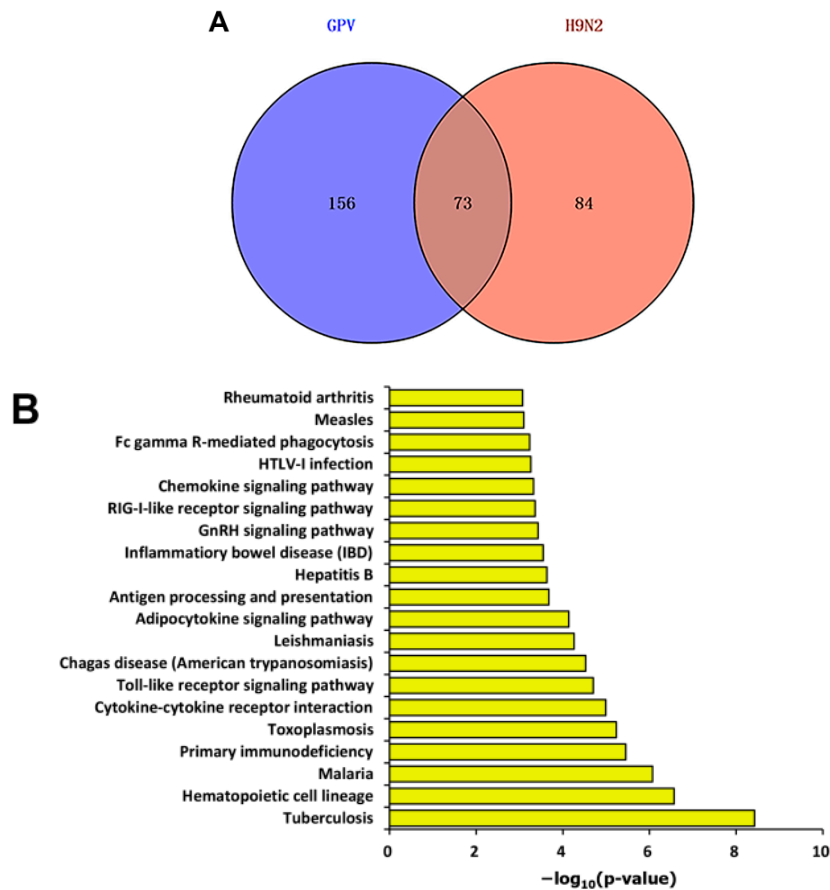 A
GPV
H9N2
156
73
84
B
Rheumatoid arthritis
Measles
Fc gamma R-mediated phagocytosis
HTLV-I infection
Chemokine signaling pathway
RIG-I-like receptor signaling pathway
GnRH signaling pathway
Inflammatiory bowel disease (IBD)
Hepatitis B
Antigen processing and presentation
Adipocytokine signaling pathway
Leishmaniasis
Chagas disease (American trypanosomiasis)
Toll-like receptor signaling pathway
Cytokine-cytokine receptor interaction
Toxoplasmosis
Primary immunodeficiency
Malaria
Hematopoietic cell lineage
Tuberculosis
0 2 4 6 8 10
−log₁₀(p-value)